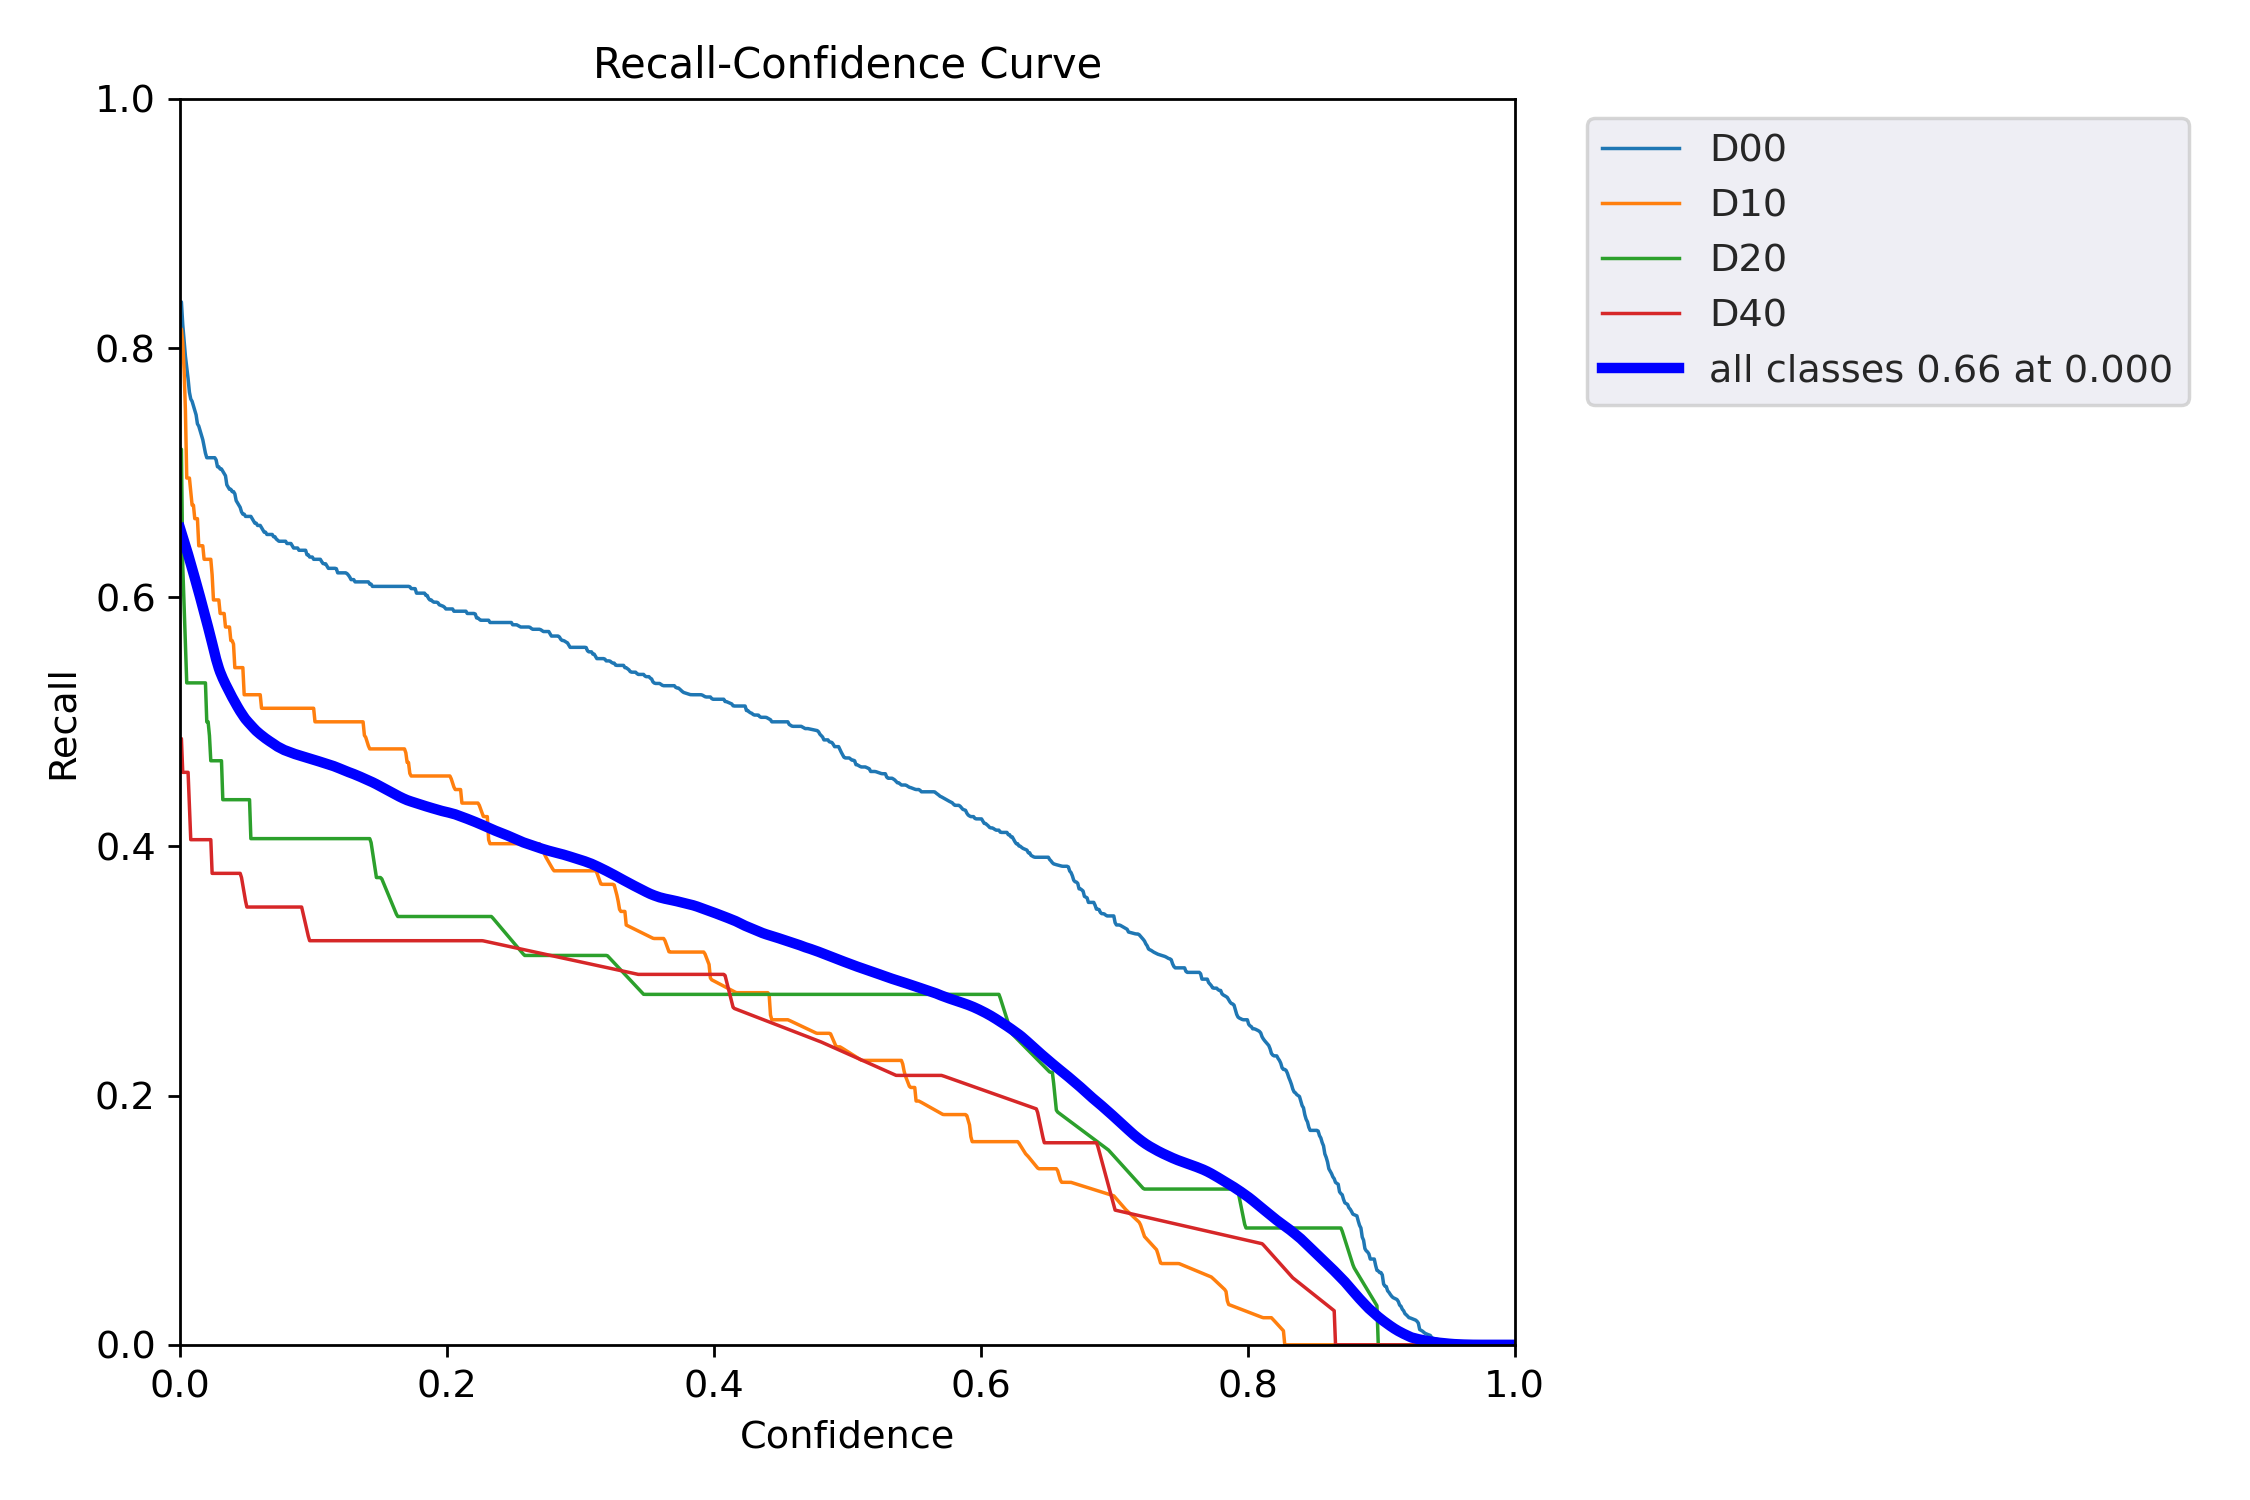 Recall-Confidence Curve
1.0
0.8
0.6
0.4
0.2
0.0
Recall
0.0 0.2 0.4 0.6 0.8 1.0
Confidence
D00
D10
D20
D40
all classes 0.66 at 0.000